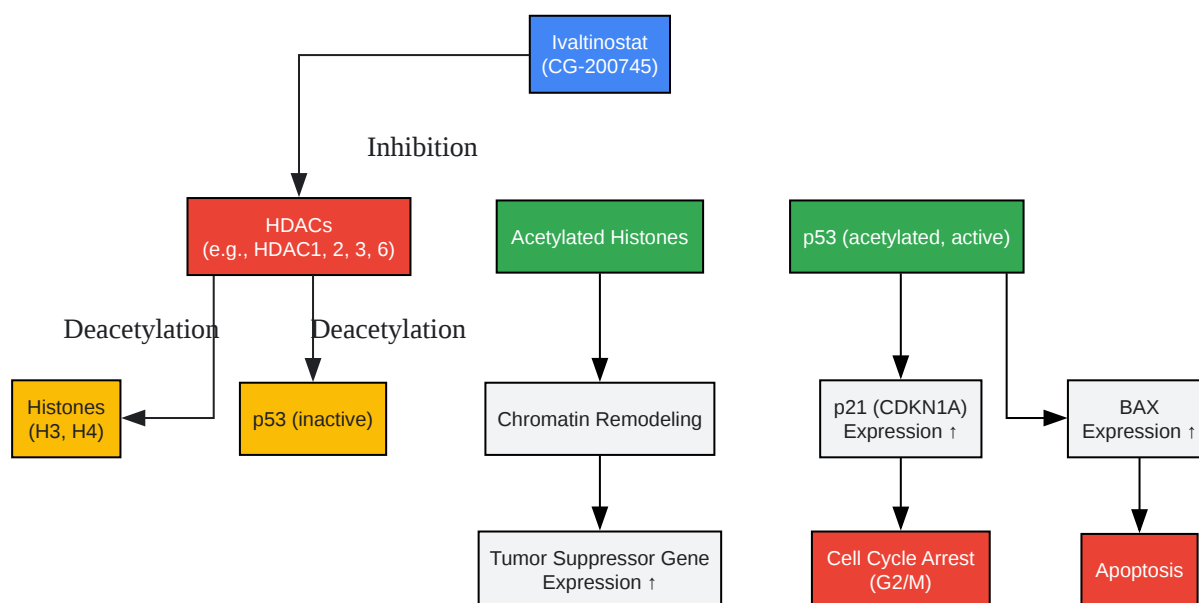 Ivaltinostat
(CG-200745)
Inhibition
HDACs
(e.g., HDAC1, 2, 3, 6)
Acetylated Histones
p53 (acetylated, active)
Deacetylation
Deacetylation
Histones
(H3, H4)
p53 (inactive)
Chromatin Remodeling
p21 (CDKN1A)
Expression ↑
BAX
Expression ↑
Tumor Suppressor Gene
Expression ↑
Cell Cycle Arrest
(G2/M)
Apoptosis